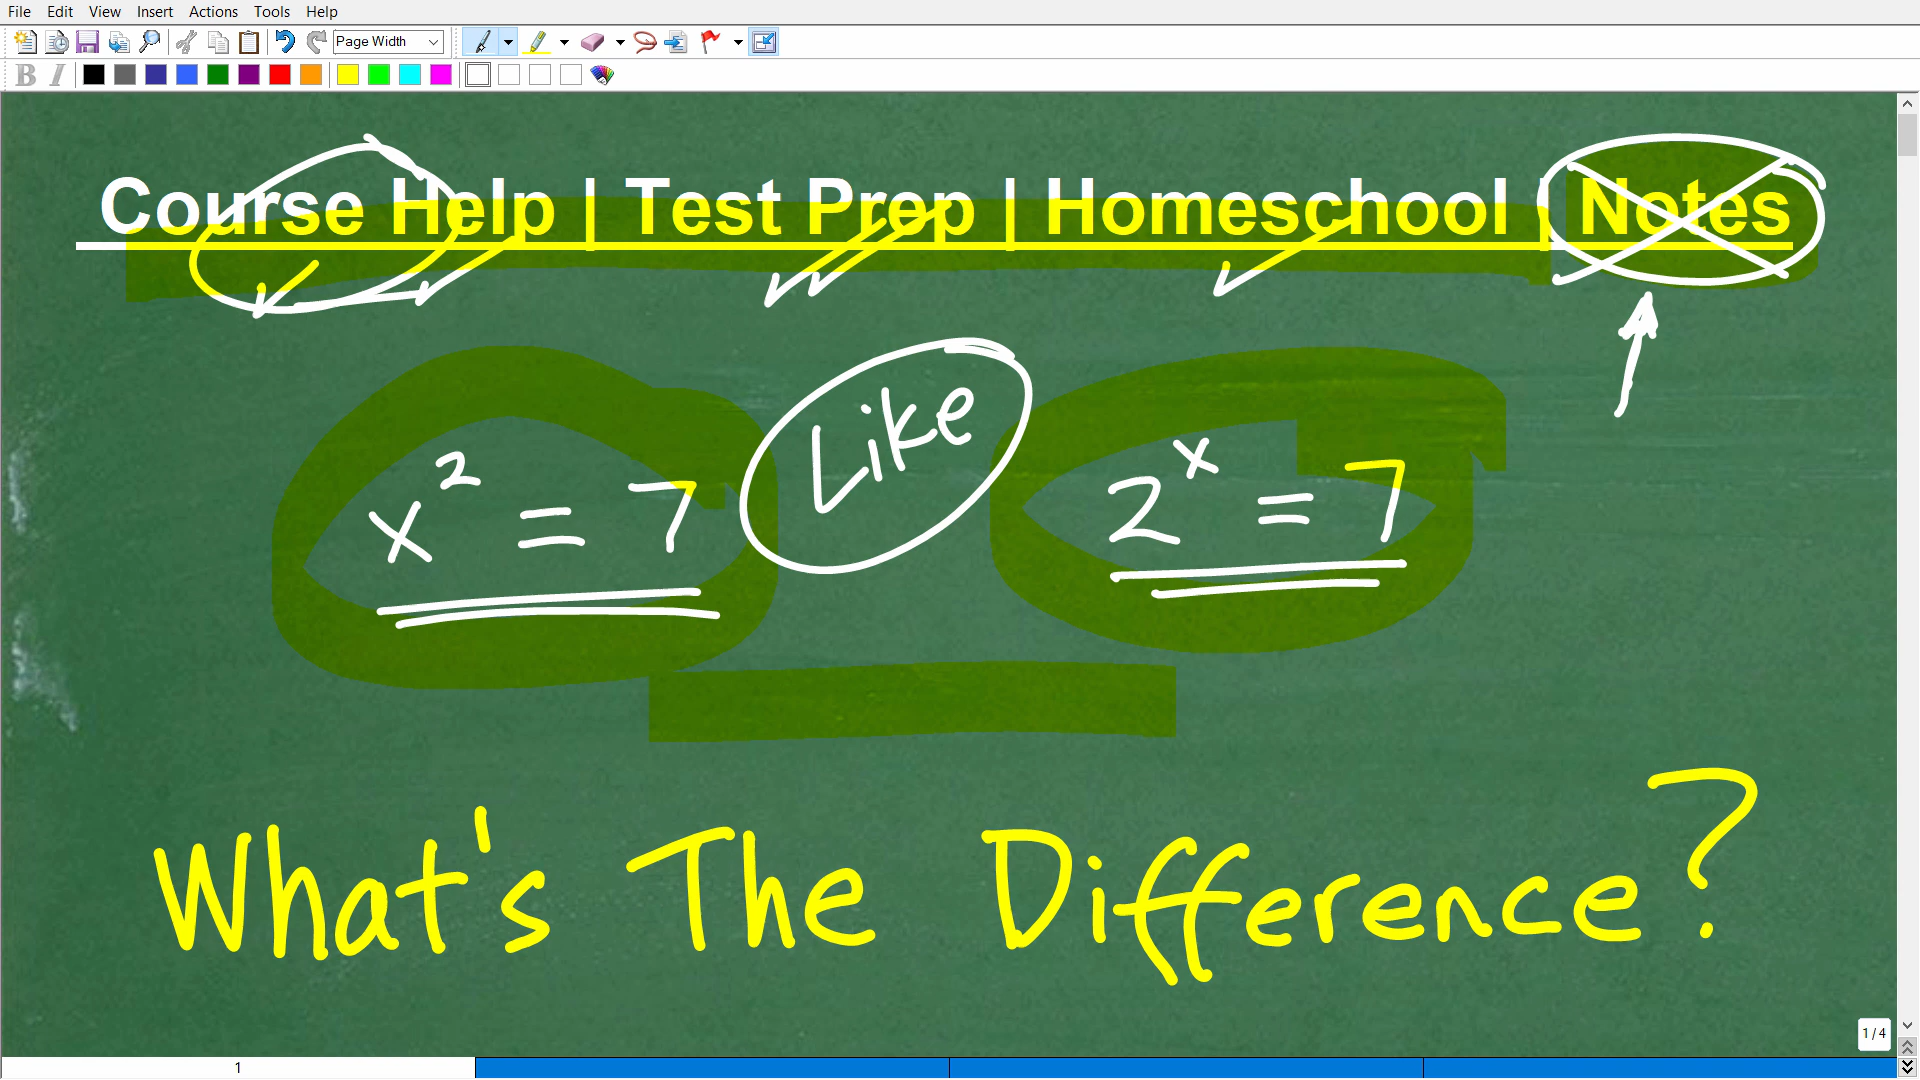 File Edit View Insert Actions Tools Help
Page Width
B I
Course Help | Test Prep | Homeschool | Notes
x² = 7 Like 2ˣ = 7
What's The Difference?
1 / 4
1